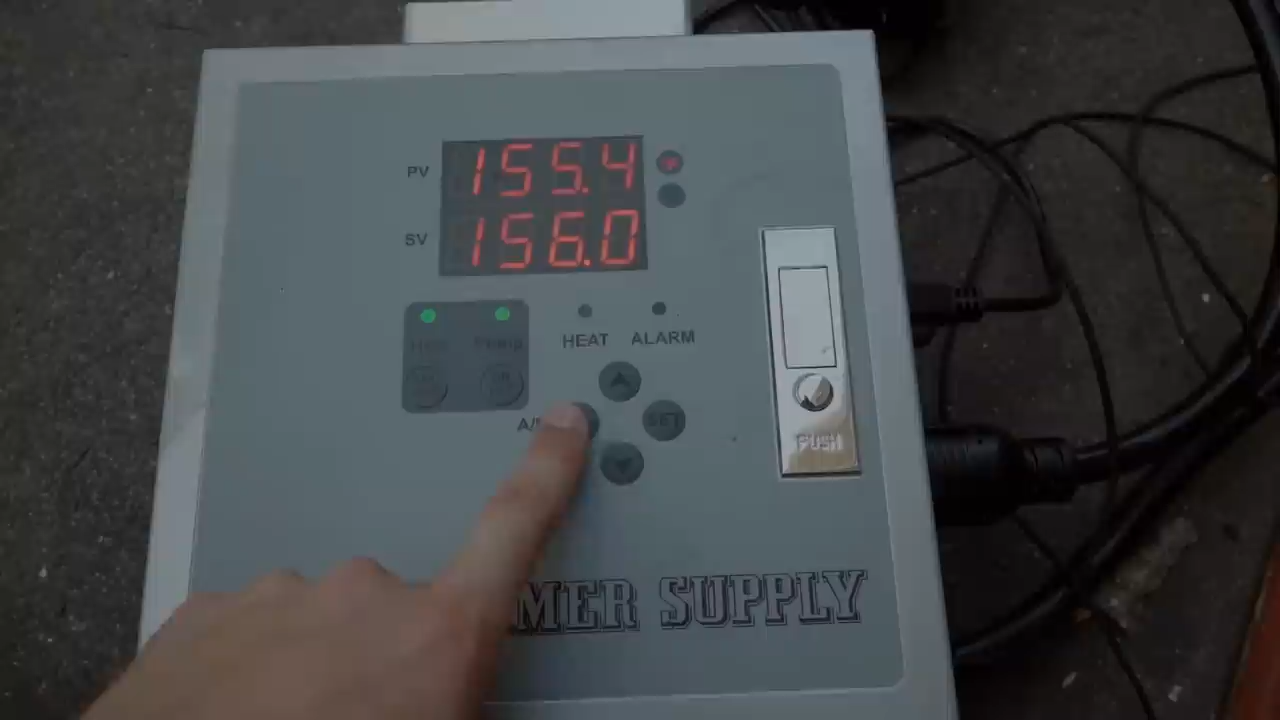 PV 155.4
SV 156.0
HEAT ALARM
SET
PUSH
MER SUPPLY